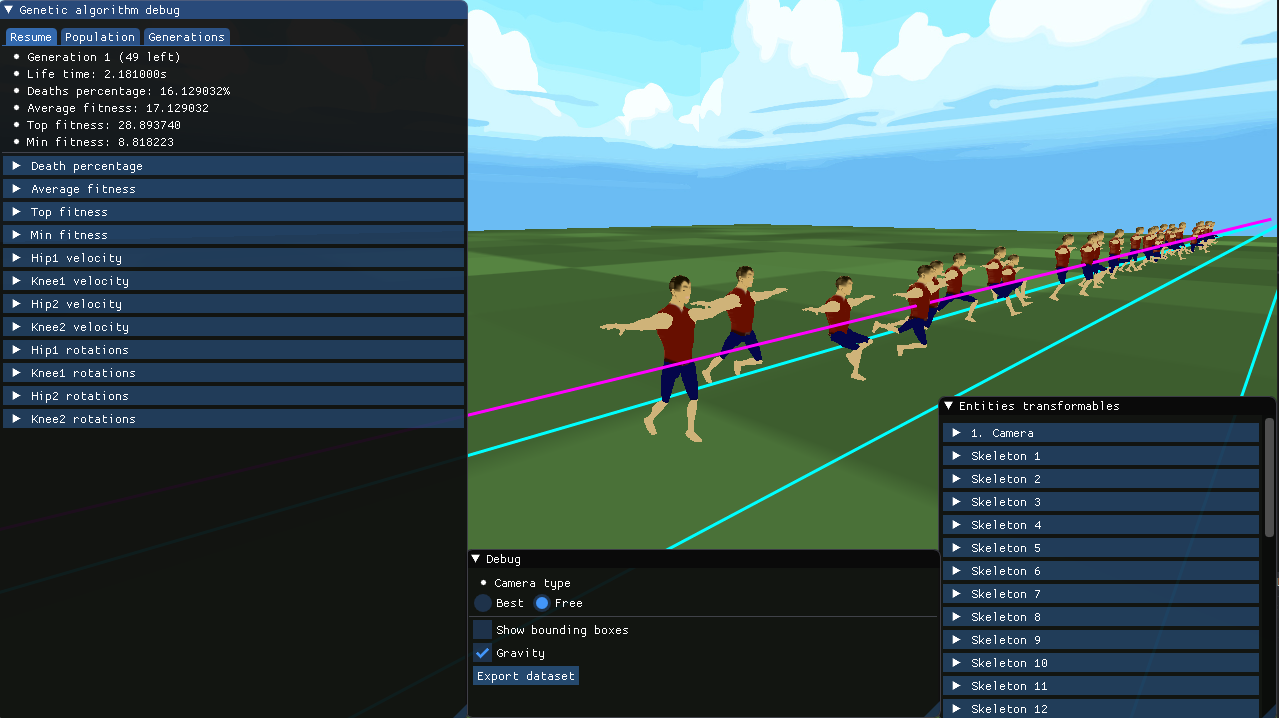 Genetic algorithm debug
Resume Population Generations
Generation 1 (49 left)
Life time: 2.181000s
Deaths percentage: 16.129032%
Average fitness: 17.129032
Top fitness: 28.893740
Min fitness: 8.818223
Death percentage
Average fitness
Top fitness
Min fitness
Hip1 velocity
Knee1 velocity
Hip2 velocity
Knee2 velocity
Hip1 rotations
Knee1 rotations
Hip2 rotations
Knee2 rotations
Debug
Camera type
Best Free
Show bounding boxes
Gravity
Export dataset
Entities transformables
1. Camera
Skeleton 1
Skeleton 2
Skeleton 3
Skeleton 4
Skeleton 5
Skeleton 6
Skeleton 7
Skeleton 8
Skeleton 9
Skeleton 10
Skeleton 11
Skeleton 12